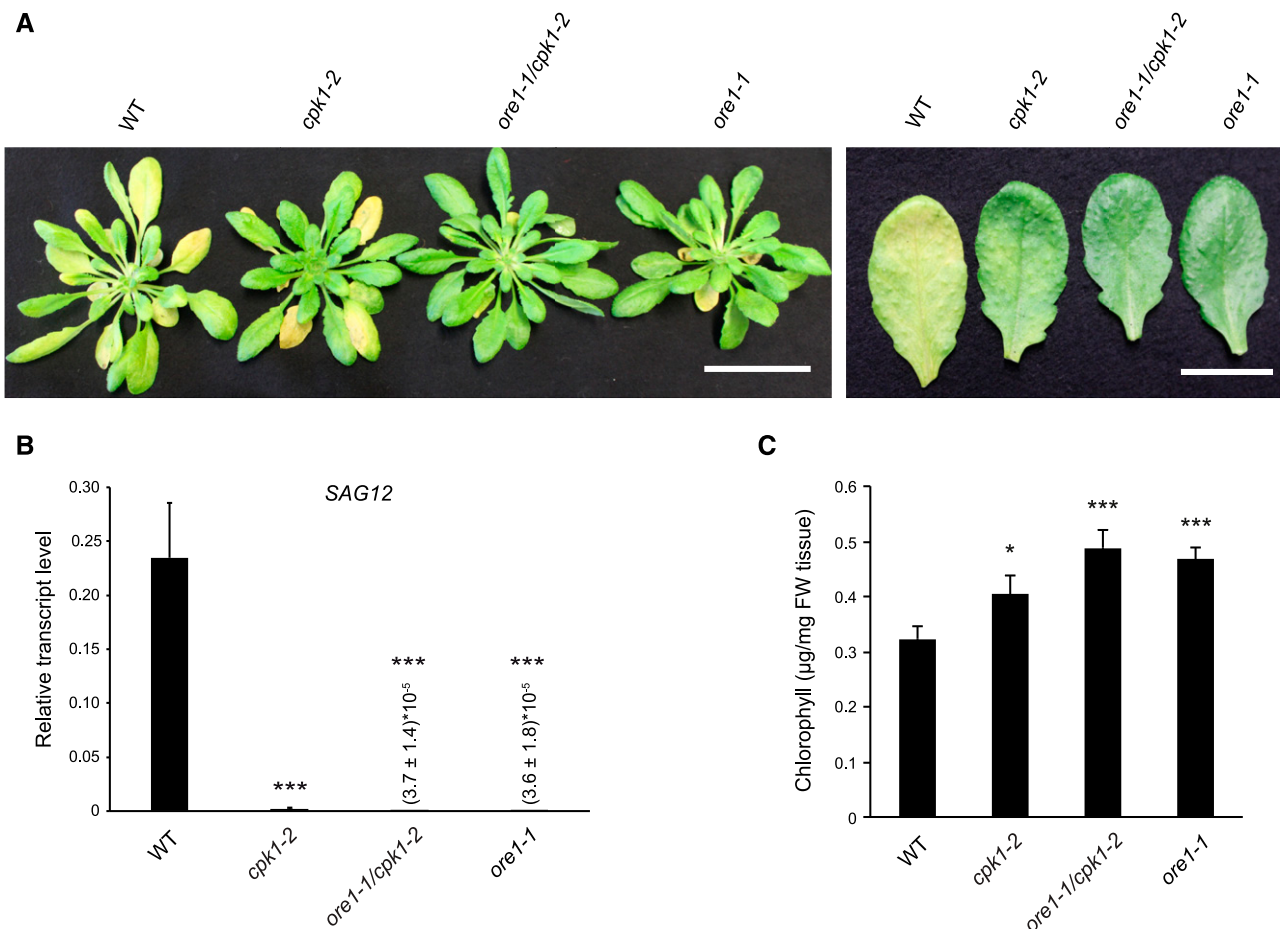 A
WT
cpk1-2
ore1-1/cpk1-2
ore1-1
WT
cpk1-2
ore1-1/cpk1-2
ore1-1
B
SAG12
Relative transcript level
0.30
0.25
0.20
0.15
0.10
0.05
0
***
***
(3.7 ± 1.4)*10⁻⁵
***
(3.6 ± 1.8)*10⁻⁵
WT
cpk1-2
ore1-1/cpk1-2
ore1-1
C
Chlorophyll (µg/mg FW tissue)
0.6
0.5
0.4
0.3
0.2
0.1
0
*
***
***
WT
cpk1-2
ore1-1/cpk1-2
ore1-1